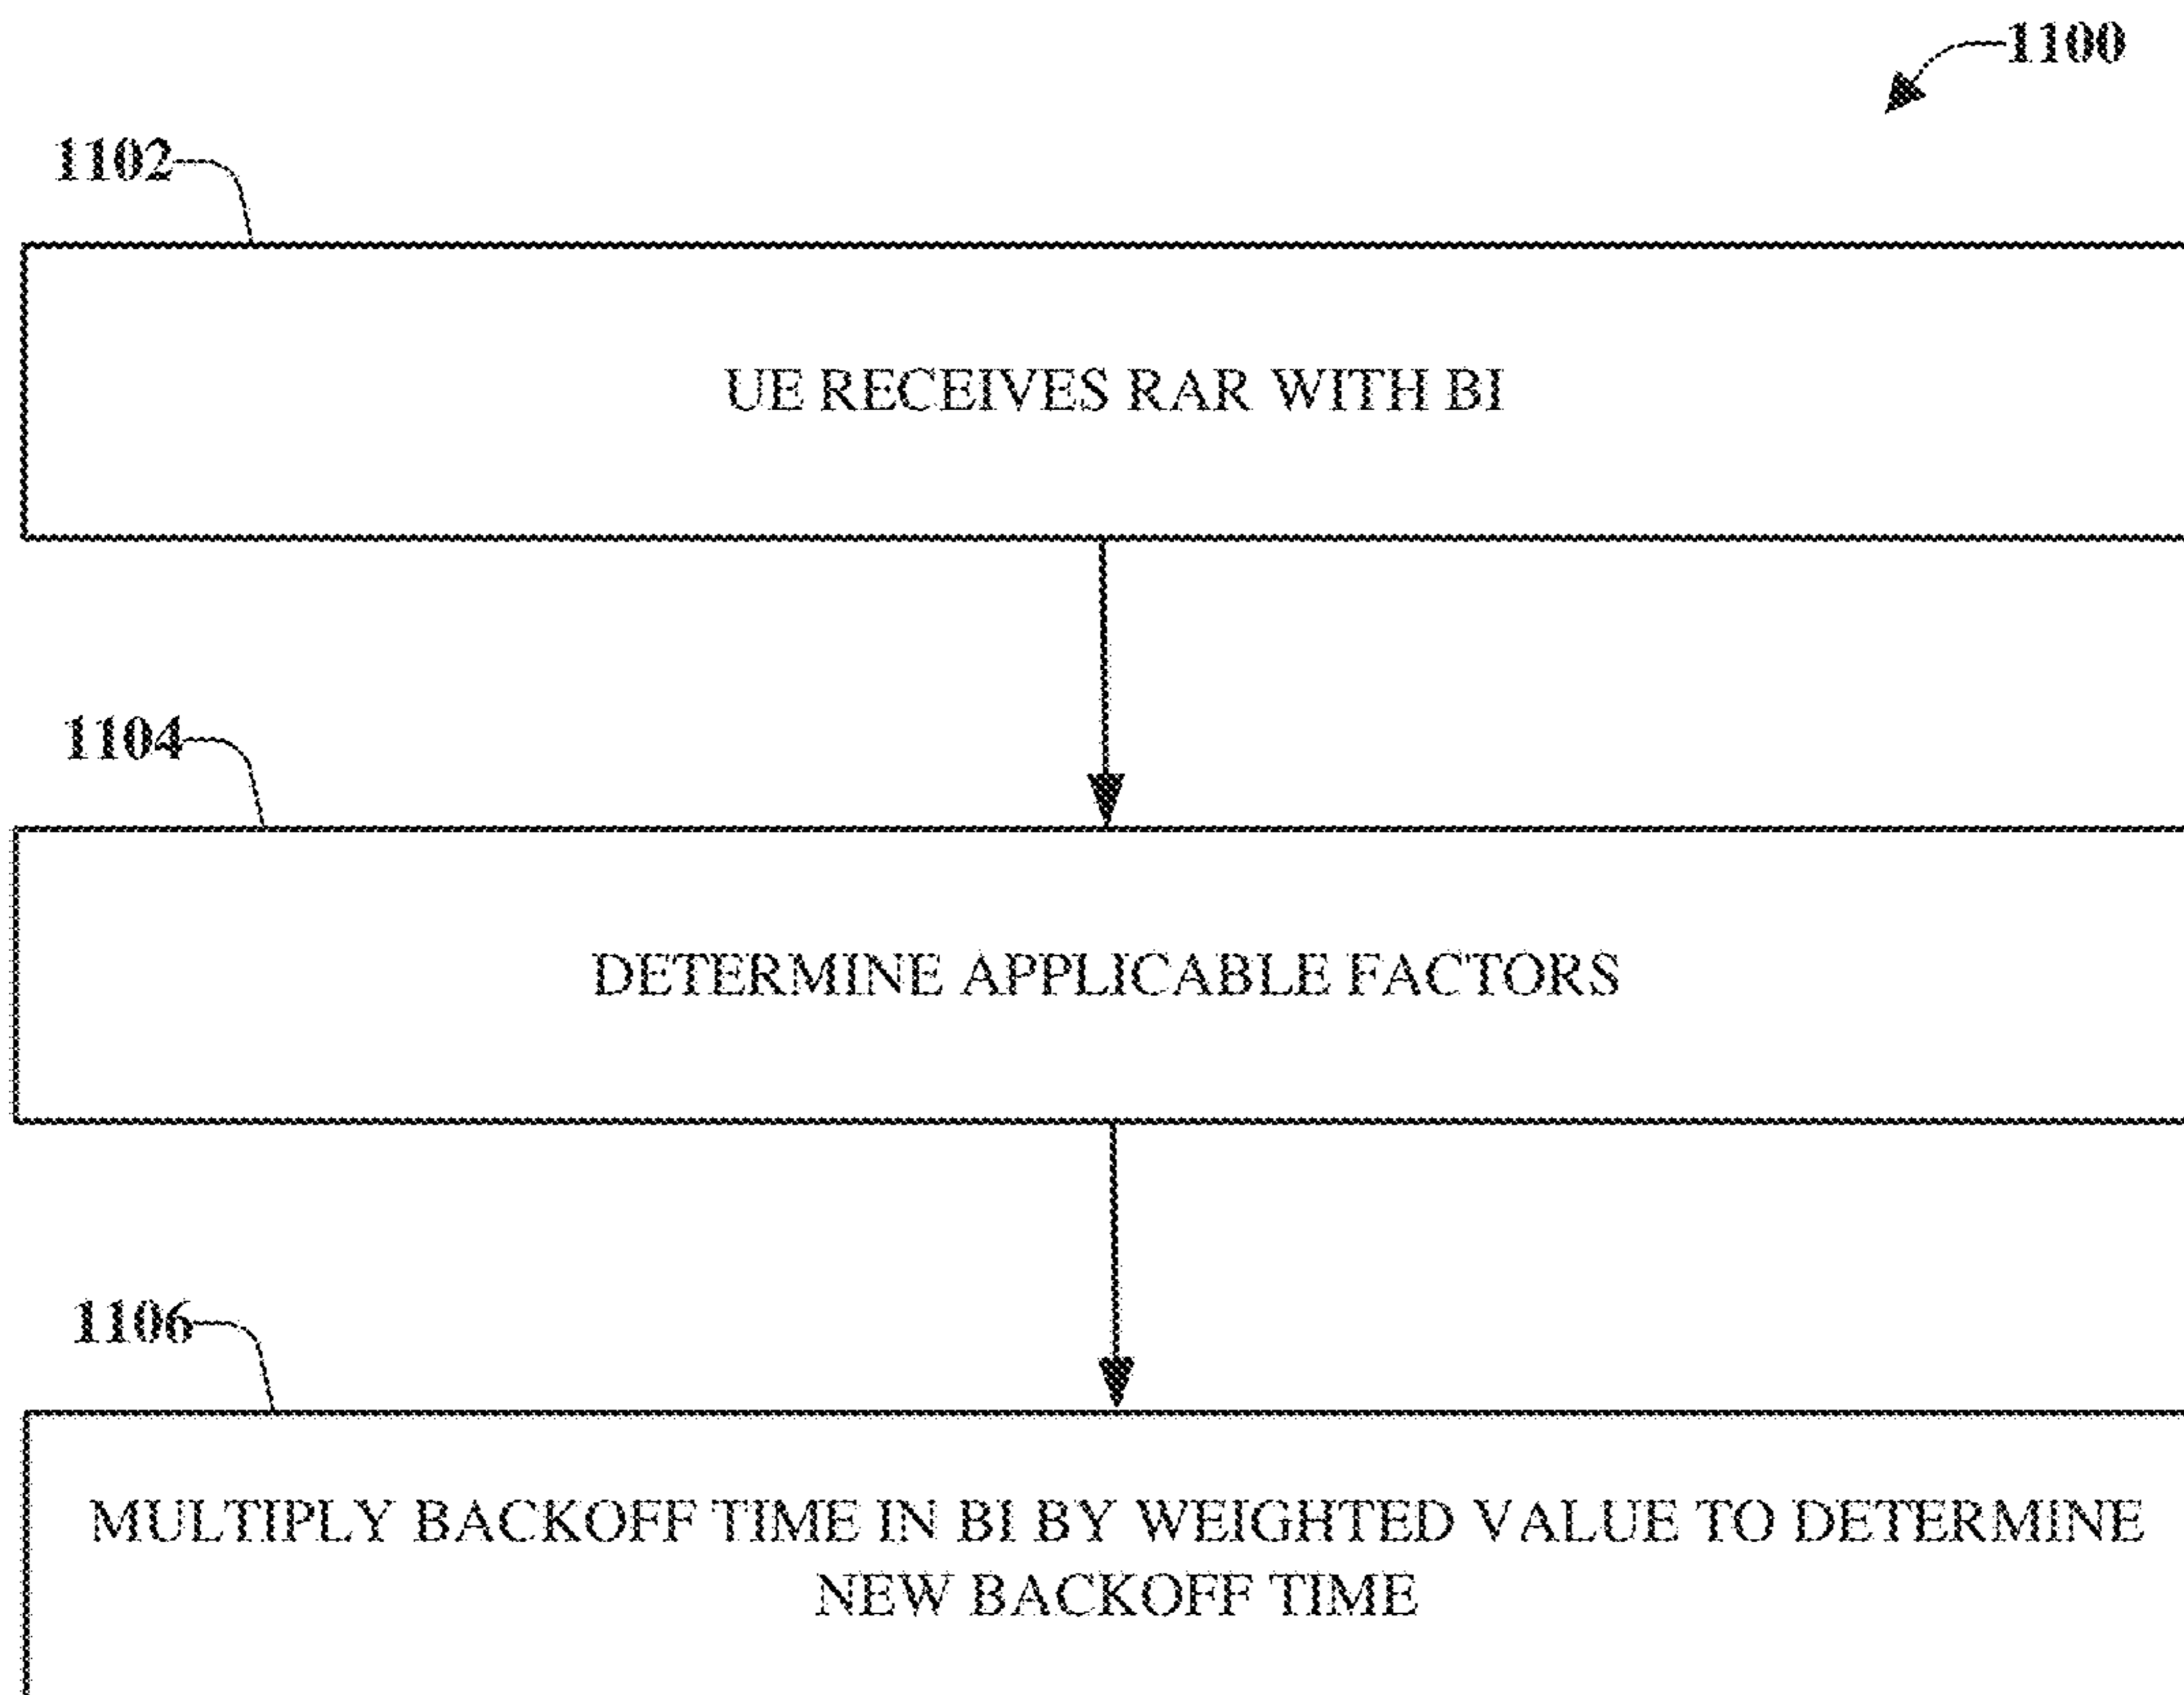 1100
1102
UE RECEIVES RAR WITH BI
1104
DETERMINE APPLICABLE FACTORS
1106
MULTIPLY BACKOFF TIME IN BI BY WEIGHTED VALUE TO DETERMINE
NEW BACKOFF TIME